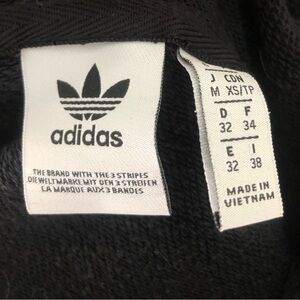 adidas
THE BRAND WITH THE 3 STRIPES
DIE WELTMARKE MIT DEN 3 STREIFEN
LA MARQUE AUX 3 BANDES
J CDN
M XS/TP
D F
32 34
E I
32 38
MADE IN
VIETNAM